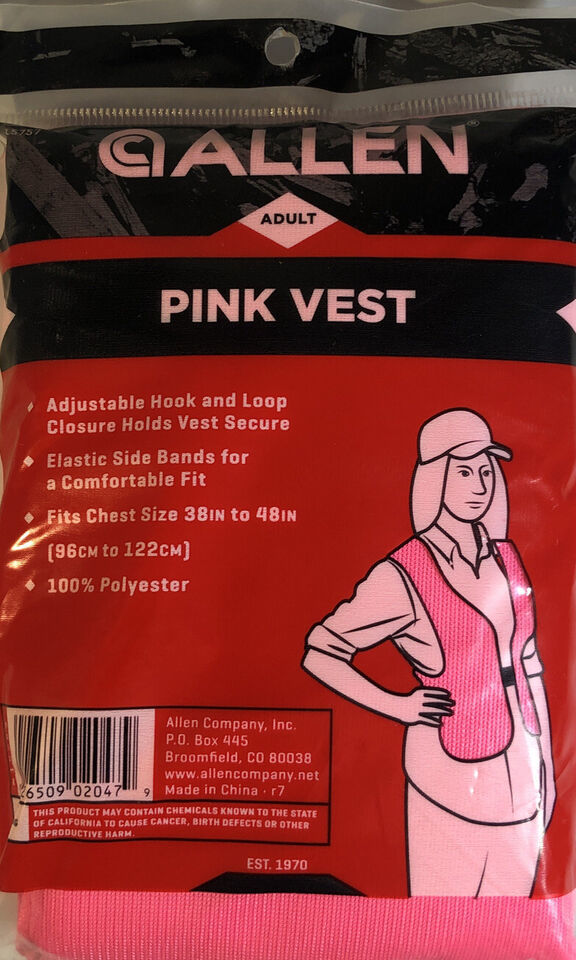 ALLEN
ADULT
PINK VEST
Adjustable Hook and Loop
Closure Holds Vest Secure
Elastic Side Bands for
a Comfortable Fit
Fits Chest Size 38IN to 48IN
(96CM to 122CM)
100% Polyester
Allen Company, Inc.
P.O. Box 445
Broomfield, CO 80038
www.allencompany.net
Made in China · r7
26509 02047 9
THIS PRODUCT MAY CONTAIN CHEMICALS KNOWN TO THE STATE
OF CALIFORNIA TO CAUSE CANCER, BIRTH DEFECTS OR OTHER
REPRODUCTIVE HARM.
EST. 1970